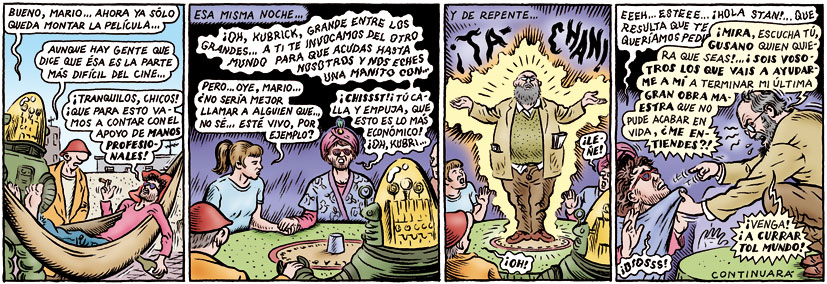 BUENO, MARIO... AHORA YA SÓLO
QUEDA MONTAR LA PELÍCULA...
AUNQUE HAY GENTE QUE
DICE QUE ÉSA ES LA PARTE
MÁS DIFÍCIL DEL CINE...
¡TRANQUILOS, CHICOS!
¡QUE PARA ESTO VA-
MOS A CONTAR CON EL
APOYO DE MANOS
PROFESIO-
NALES!
ESA MISMA NOCHE...
¡OH, KUBRICK, GRANDE ENTRE LOS
GRANDES... A TI TE INVOCAMOS DEL OTRO
MUNDO PARA QUE ACUDAS HASTA
NOSOTROS Y NOS ECHES
UNA MANITO CON...
PERO... OYE, MARIO...
¿NO SERÍA MEJOR
LLAMAR A ALGUIEN QUE...
NO SÉ... ESTÉ VIVO, POR
EJEMPLO?
¡CHISSST! ¡TÚ CA-
LLA Y EMPUJA, QUE
ESTO ES LO MÁS
ECONÓMICO!
¡OH, KUBRI...
Y DE REPENTE...
¡TA-
CHAN!
¡LE-
ÑE!
¡OH!
EEEH... ESTEEE... ¡HOLA STAN!... QUE
RESULTA QUE TE
QUERÍAMOS PEDI
¡MIRA, ESCUCHA TÚ,
GUSANO QUIEN QUIE-
RA QUE SEAS!... ¡SOIS VOSO-
TROS LOS QUE VAIS A AYUDAR-
ME A MÍ A TERMINAR MI ÚLTIMA
GRAN OBRA MA-
ESTRA QUE NO
PUDE ACABAR EN
VIDA, ¿ME EN-
TIENDES?!
¡VENGA!
¡A CURRAR
TOL MUNDO!
¡DIOSSS!
CONTINUARÁ